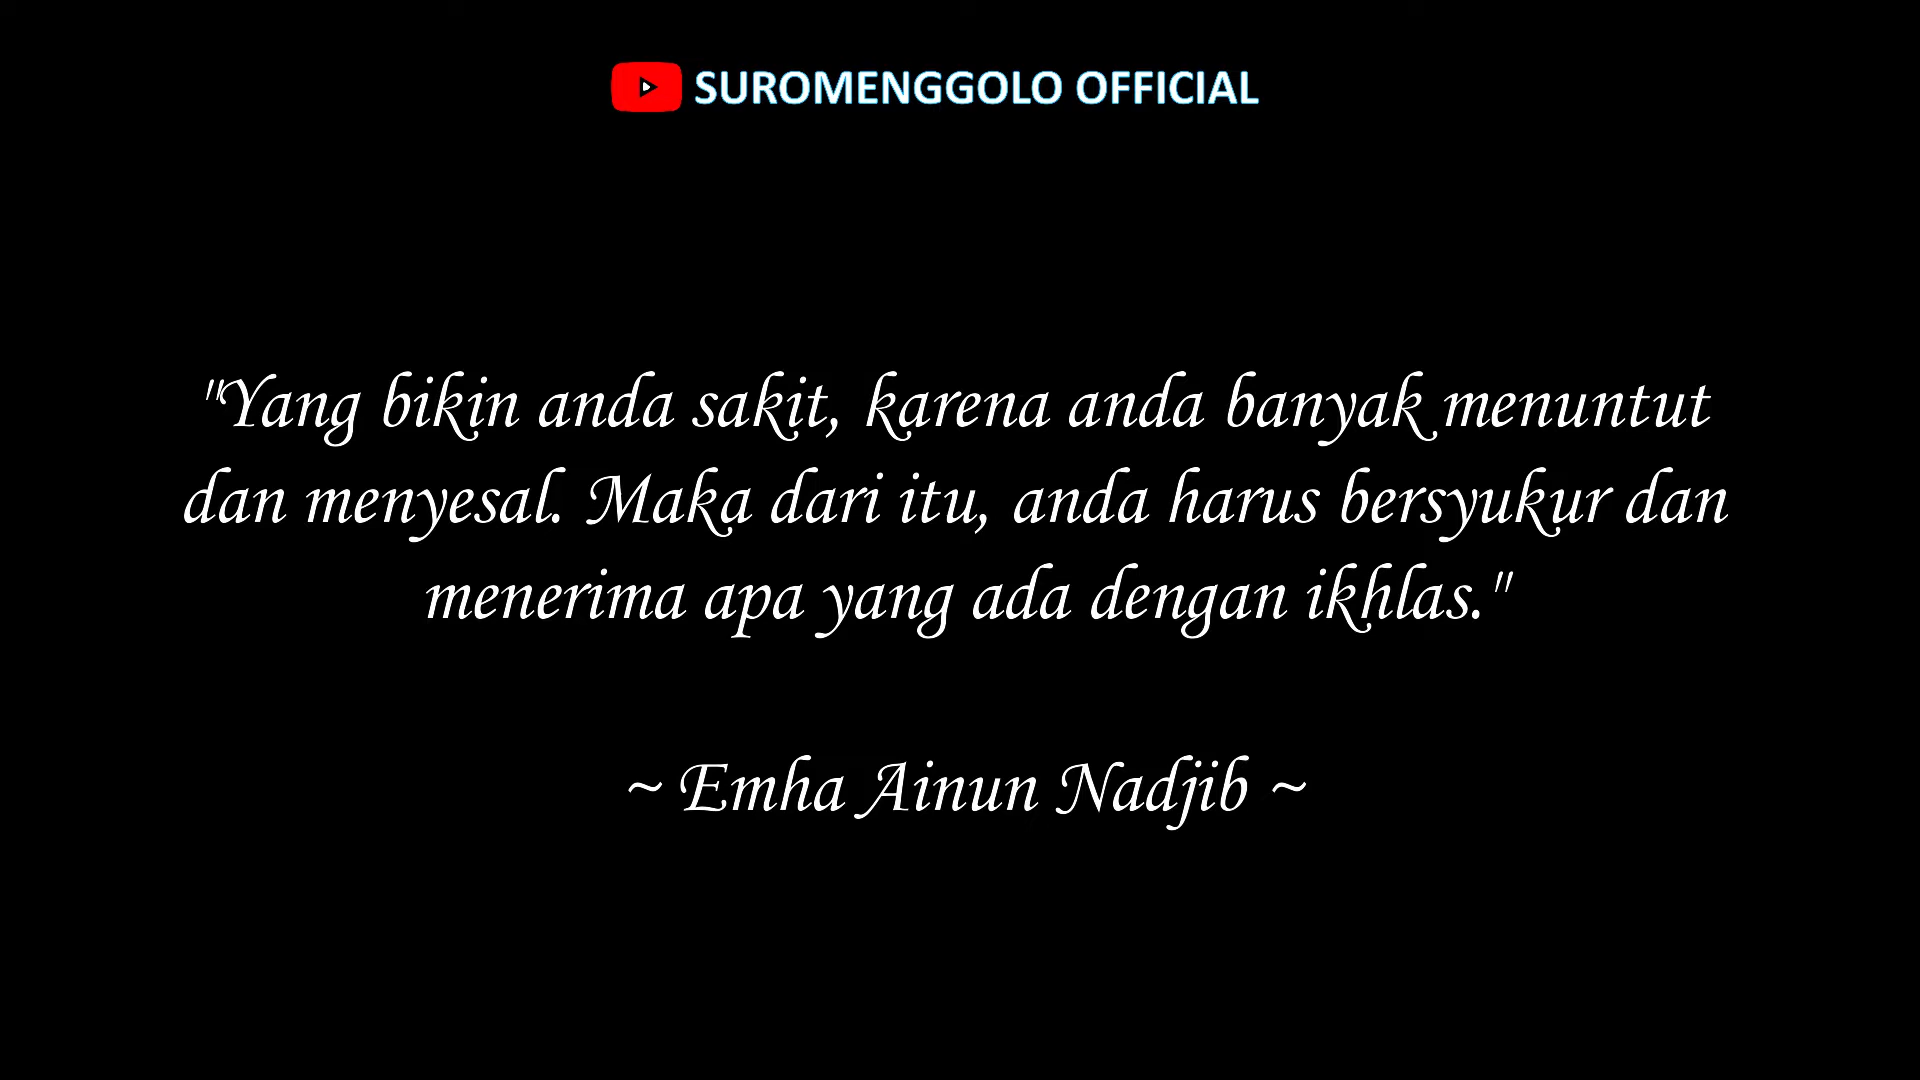 SUROMENGGOLO OFFICIAL
"Yang bikin anda sakit, karena anda banyak menuntut
dan menyesal. Maka dari itu, anda harus bersyukur dan
menerima apa yang ada dengan ikhlas."
~ Emha Ainun Nadjib ~